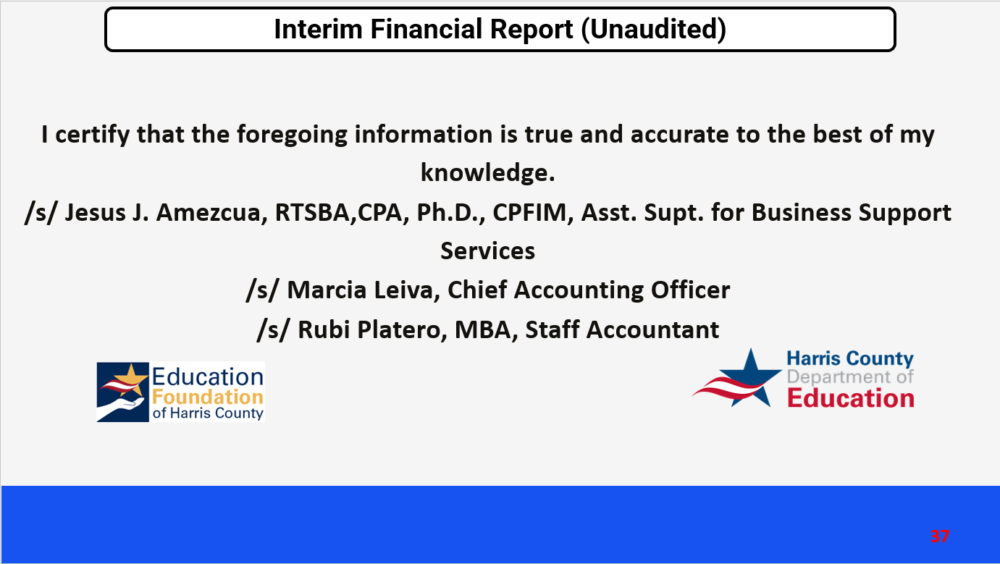 Interim Financial Report (Unaudited)
I certify that the foregoing information is true and accurate to the best of my
knowledge.
/s/ Jesus J. Amezcua, RTSBA,CPA, Ph.D., CPFIM, Asst. Supt. for Business Support
Services
/s/ Marcia Leiva, Chief Accounting Officer
/s/ Rubi Platero, MBA, Staff Accountant
Education
Foundation
of Harris County
Harris County
Department of
Education
37